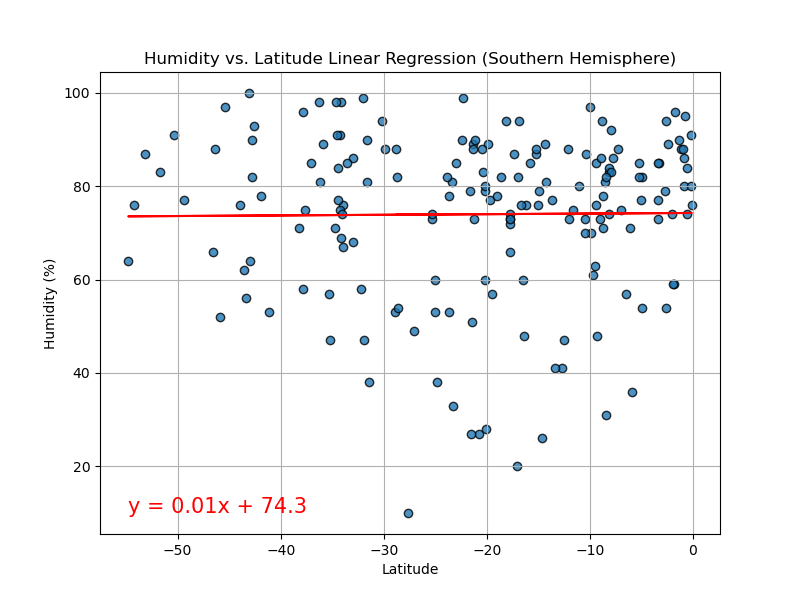 Humidity vs. Latitude Linear Regression (Southern Hemisphere)
100
80
60
40
20
Humidity (%)
y = 0.01x + 74.3
−50 −40 −30 −20 −10 0
Latitude